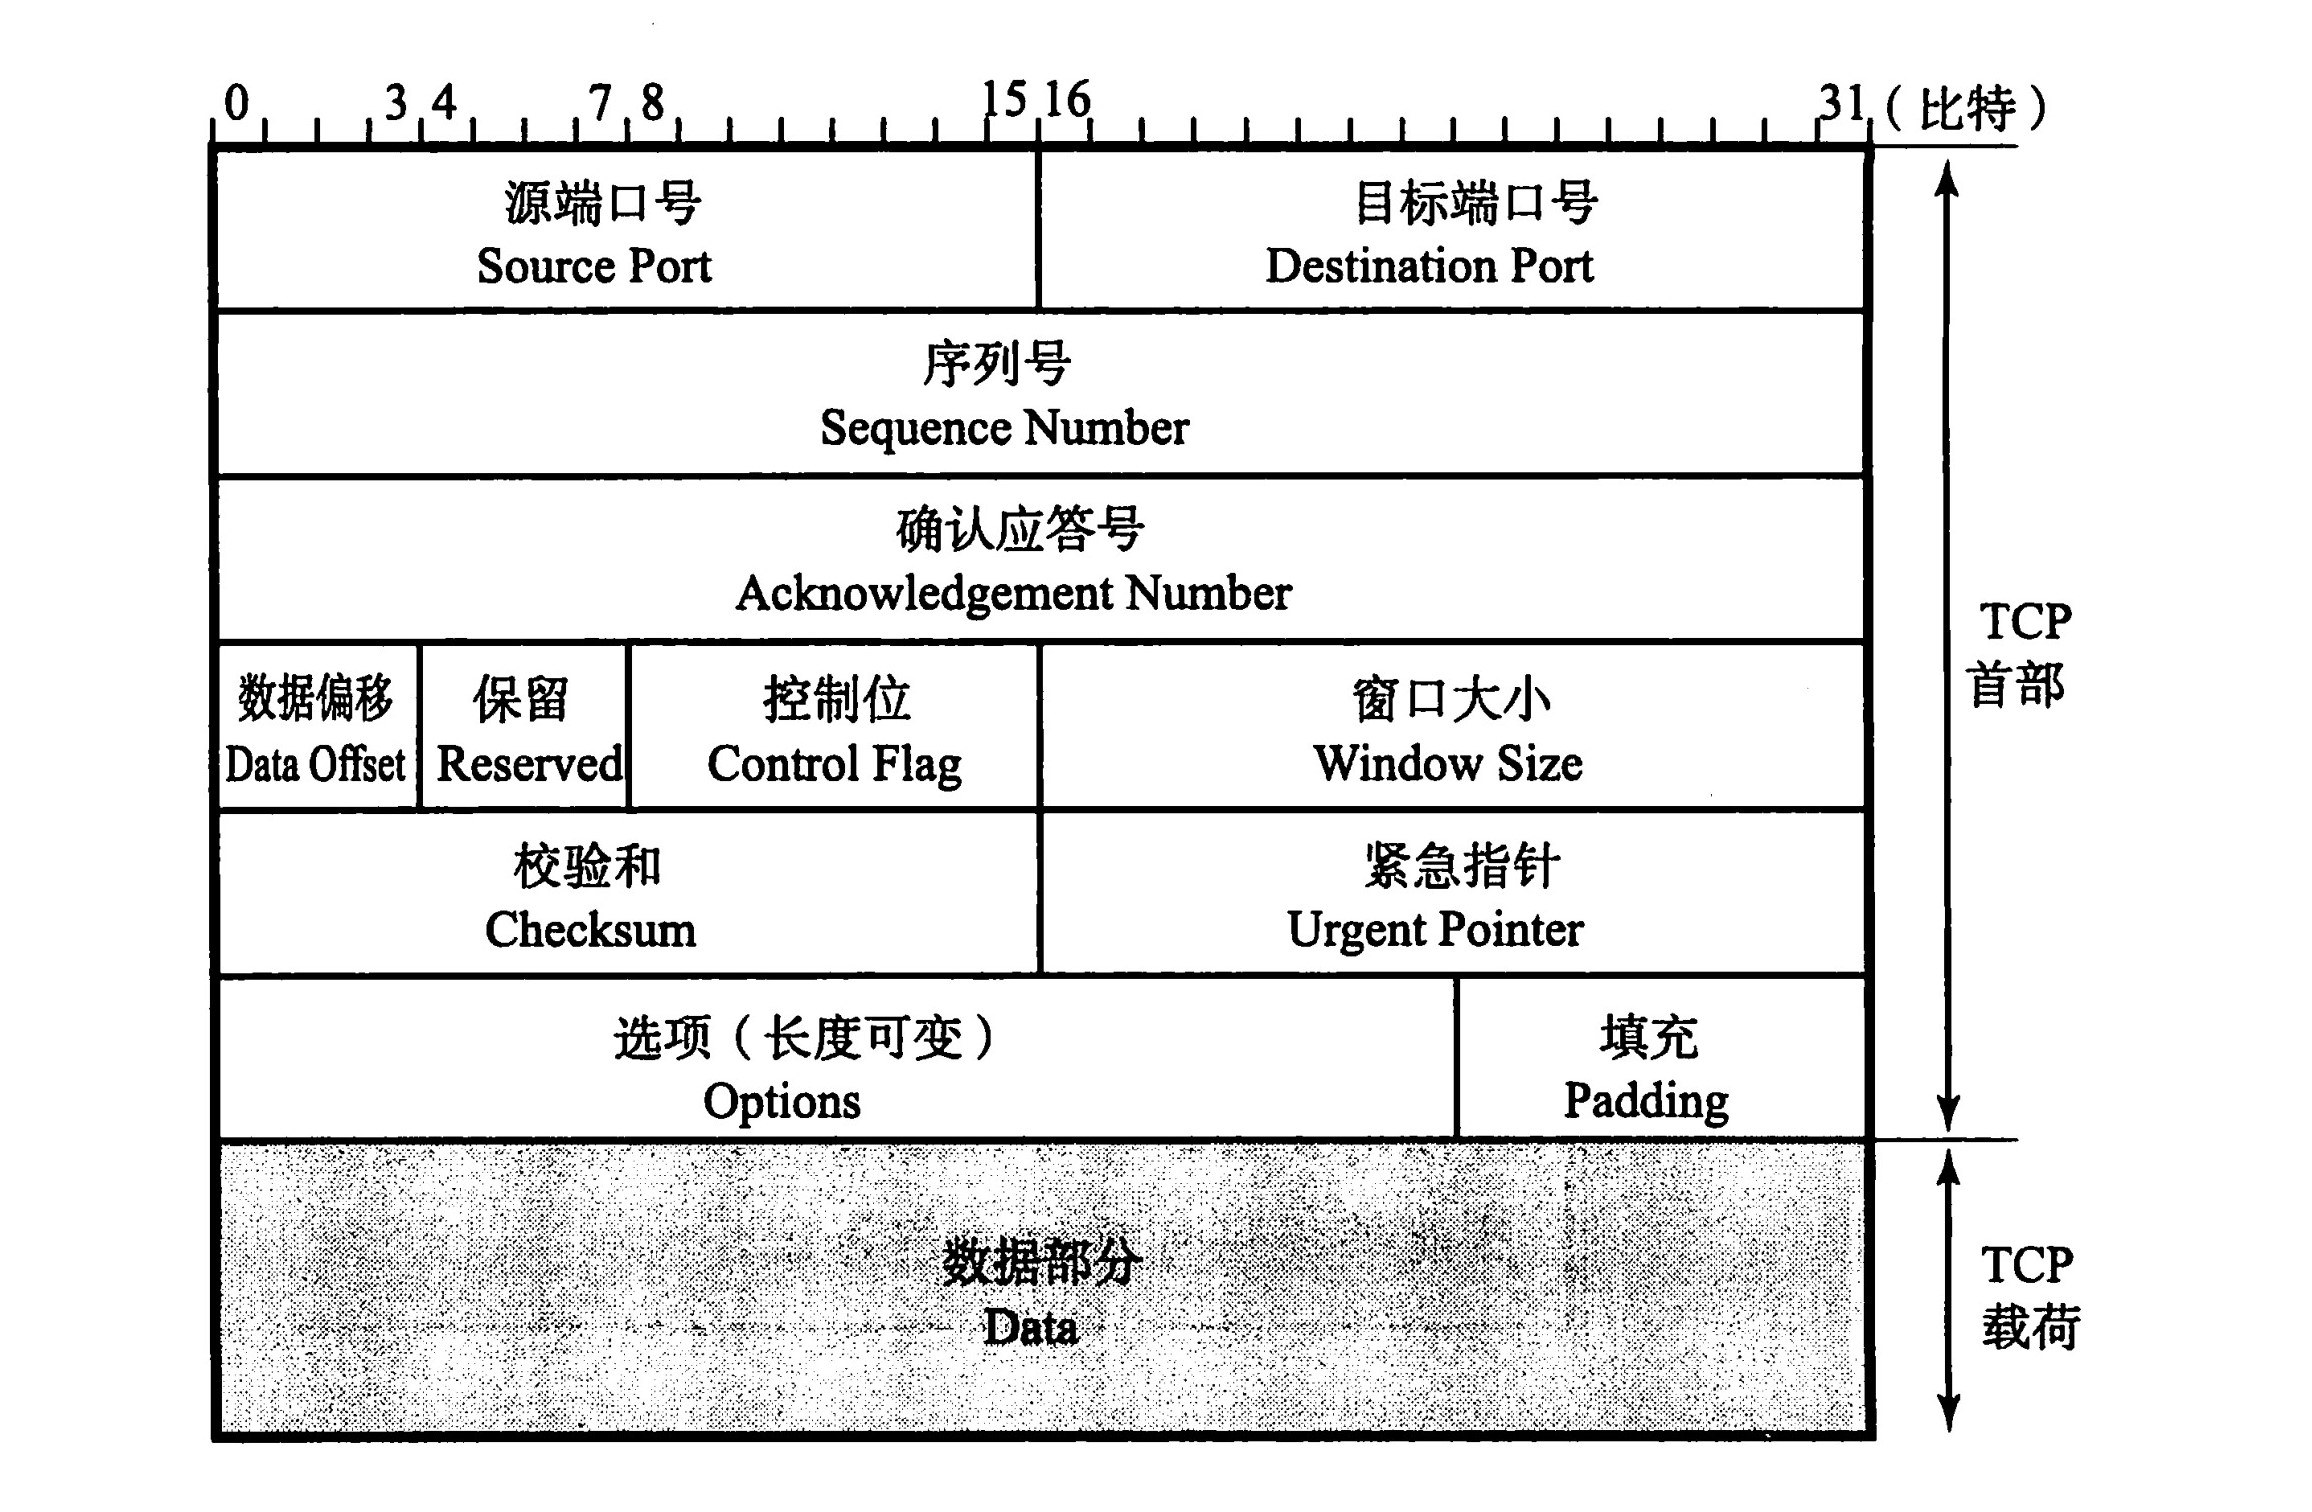 0 3 4 7 8 15 16 31（比特）
源端口号 目标端口号
Source Port Destination Port
序列号
Sequence Number
确认应答号
Acknowledgement Number
数据偏移 保留 控制位 窗口大小
Data Offset Reserved Control Flag Window Size
校验和 紧急指针
Checksum Urgent Pointer
选项（长度可变） 填充
Options Padding
数据部分
Data
TCP
首部
TCP
载荷